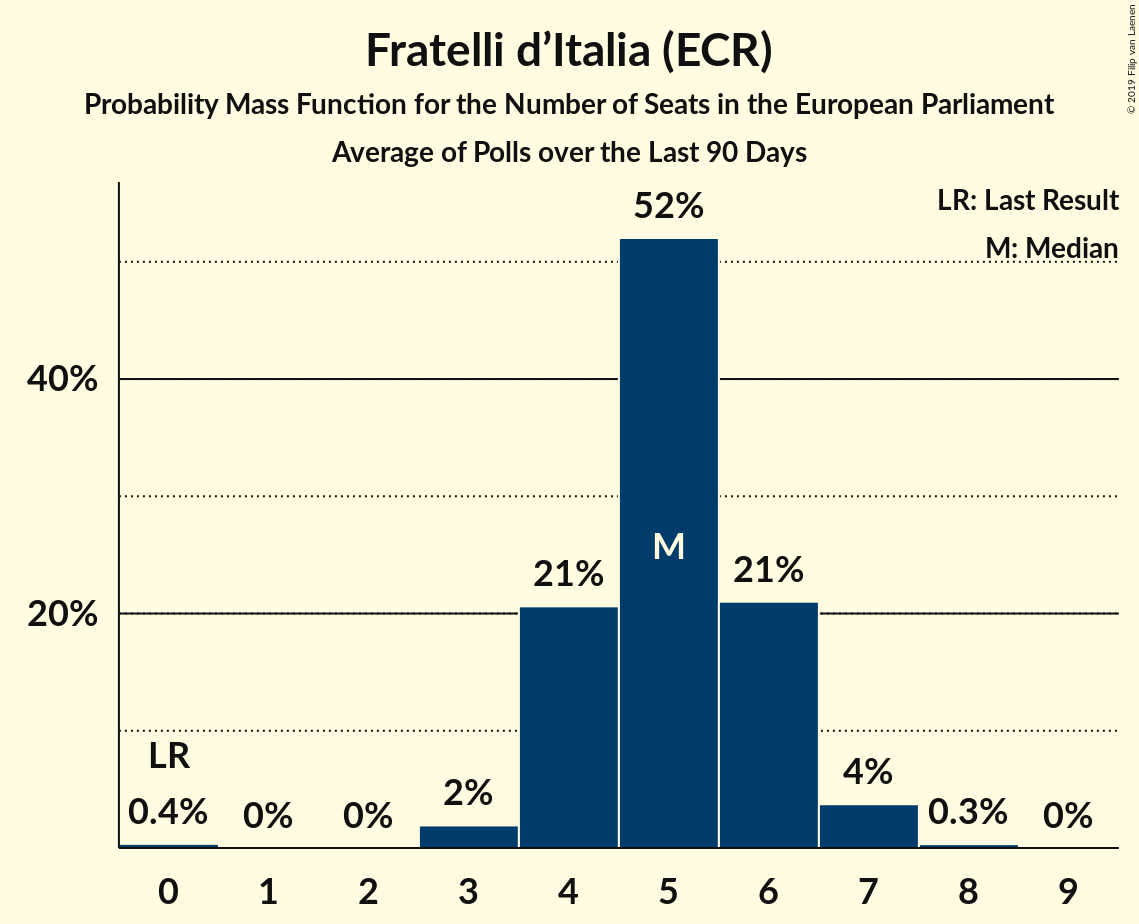 Fratelli d’Italia (ECR)
Probability Mass Function for the Number of Seats in the European Parliament
Average of Polls over the Last 90 Days
© 2019 Filip van Laenen
LR: Last Result
M: Median
52%
40%
M
21%
21%
20%
LR
4%
2%
0.4%
0%
0%
0.3%
0%
0 1 2 3 4 5 6 7 8 9